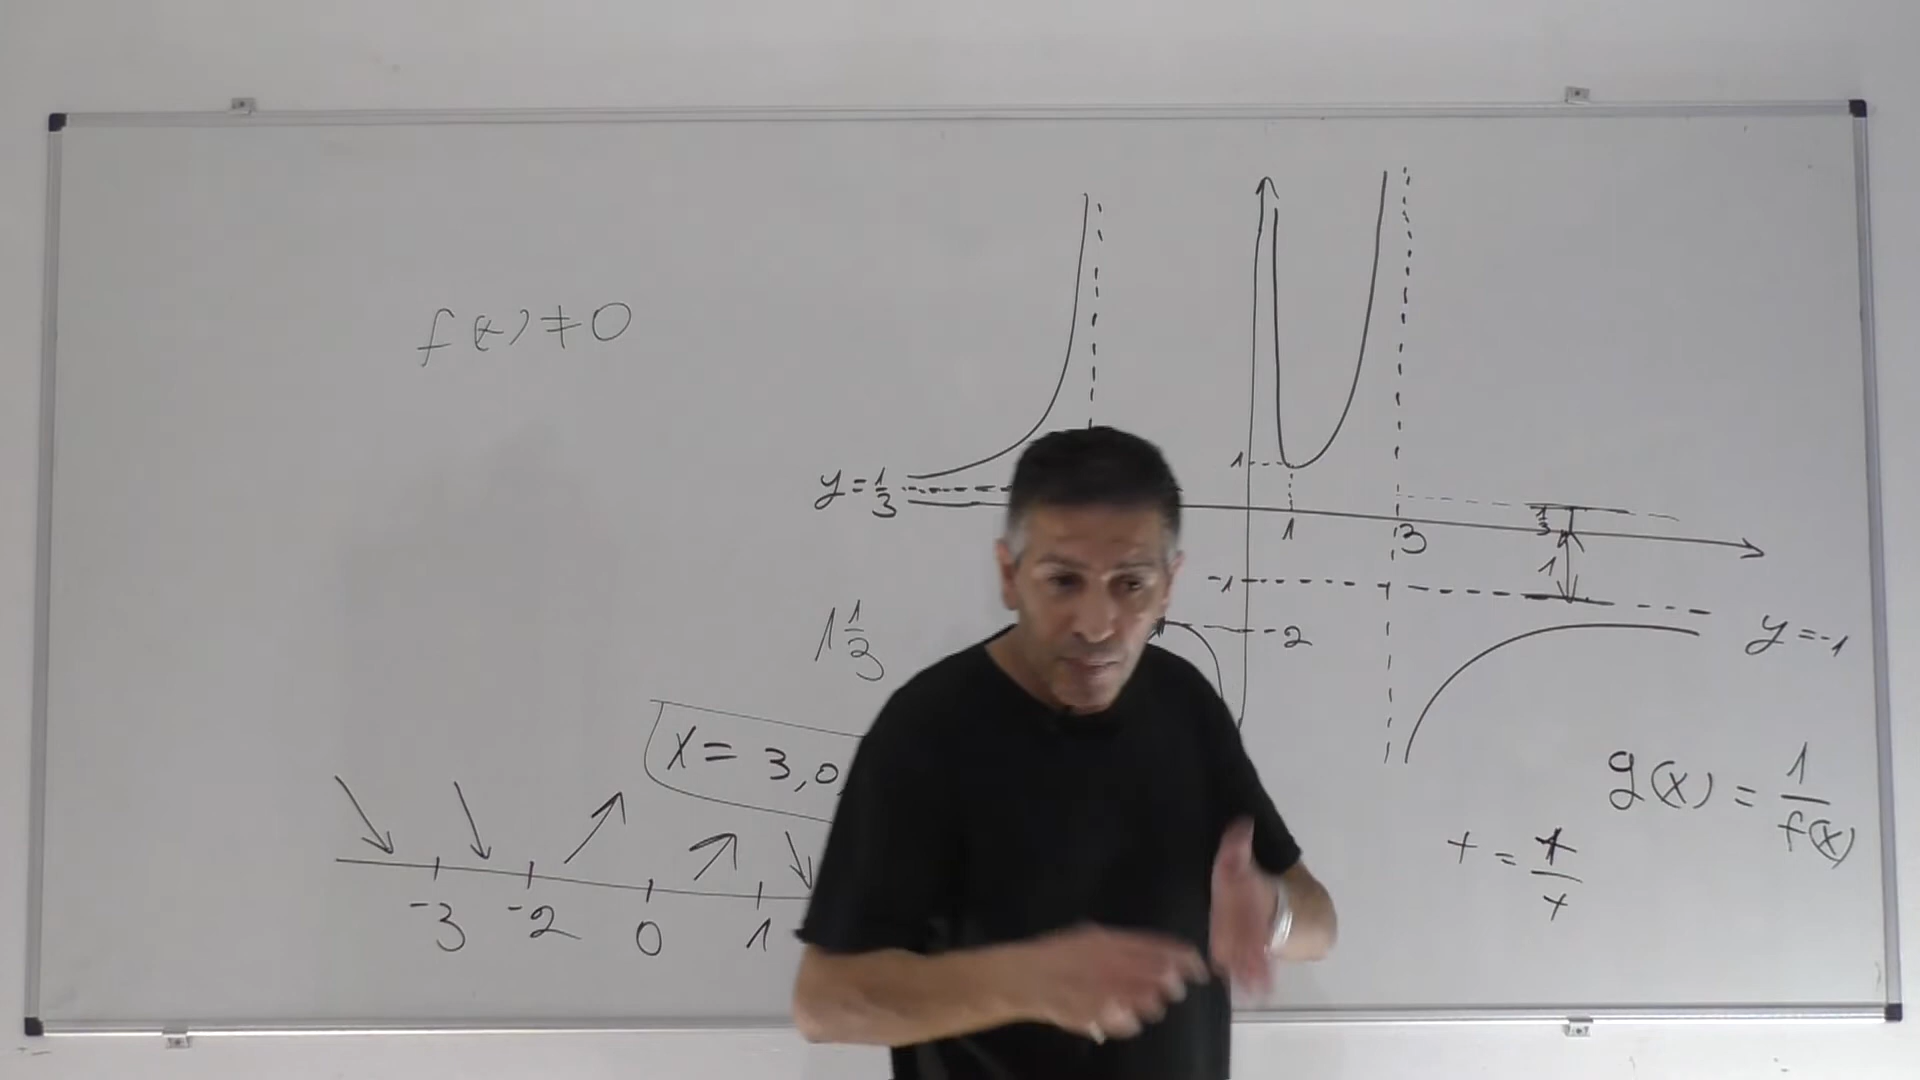 f(x) ≠ 0
y = 1/3
1
1
3
1/3
1
-1
-2
y = -1
1 1/3
x = 3, 0,
g(x) = 1/f(x)
+ = +/+
-3 -2 0 1